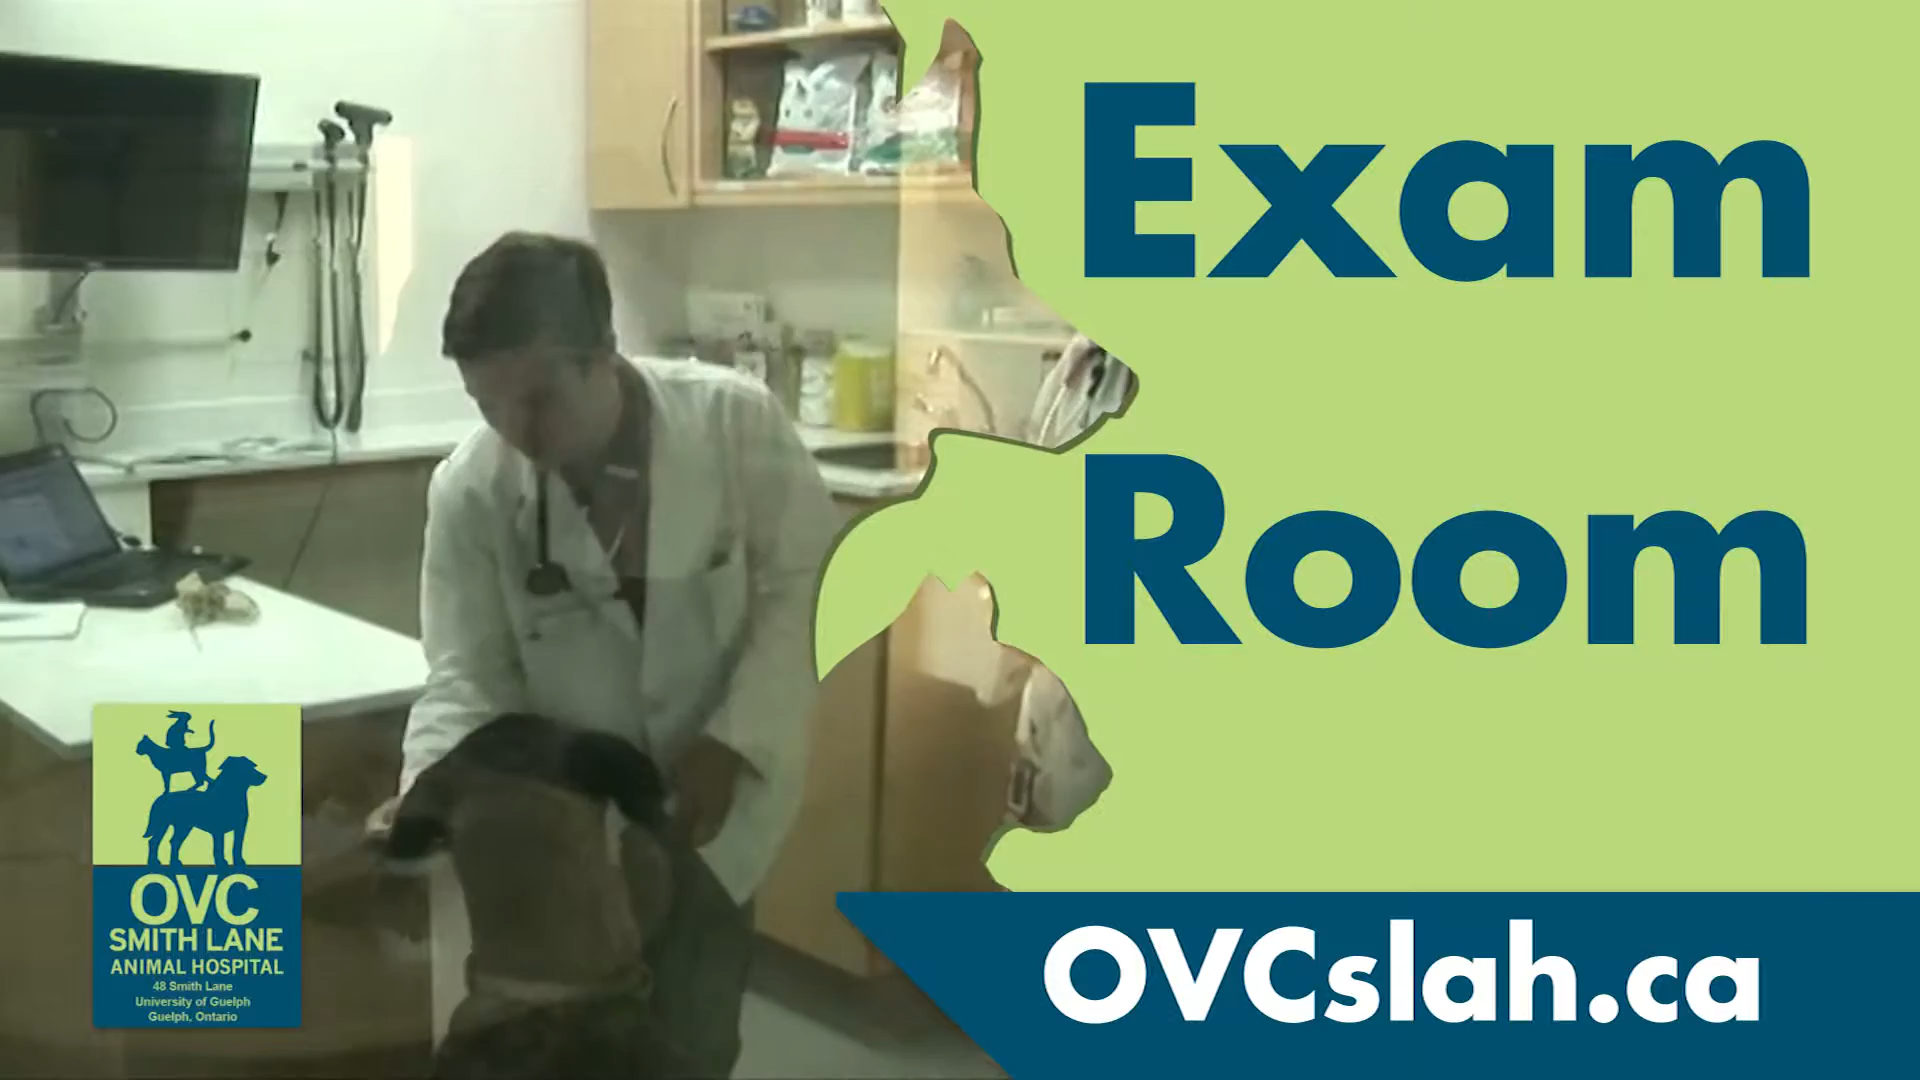 Exam
Room
OVC
SMITH LANE
ANIMAL HOSPITAL
48 Smith Lane
University of Guelph
Guelph, Ontario
OVCslah.ca